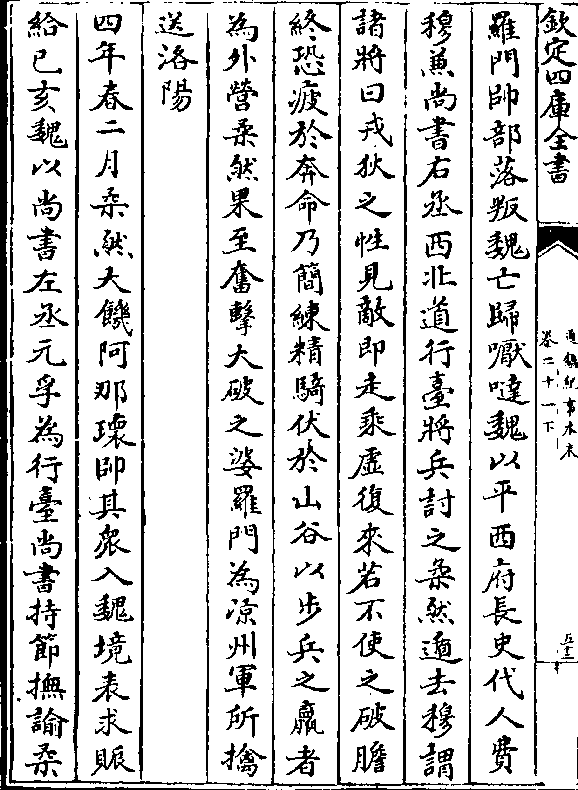 欽定四庫全書
通鑑紀事本末
卷二十一下
羅門帥部落叛魏亡歸嚈噠魏以平西府長史代人費
穆兼尚書右丞西北道行臺將兵討之柔然遁去穆謂
諸將曰戎狄之性見敵即走乘虛復來若不使之破膽
終恐疲於奔命乃簡練精騎伏於山谷以步兵之羸者
為外營柔然果至奮擊大破之婆羅門為涼州軍所擒
送洛陽
四年春二月柔然大饑阿那瓌帥其衆入魏境表求賑
給己亥魏以尚書左丞元孚為行臺尚書持節撫諭柔